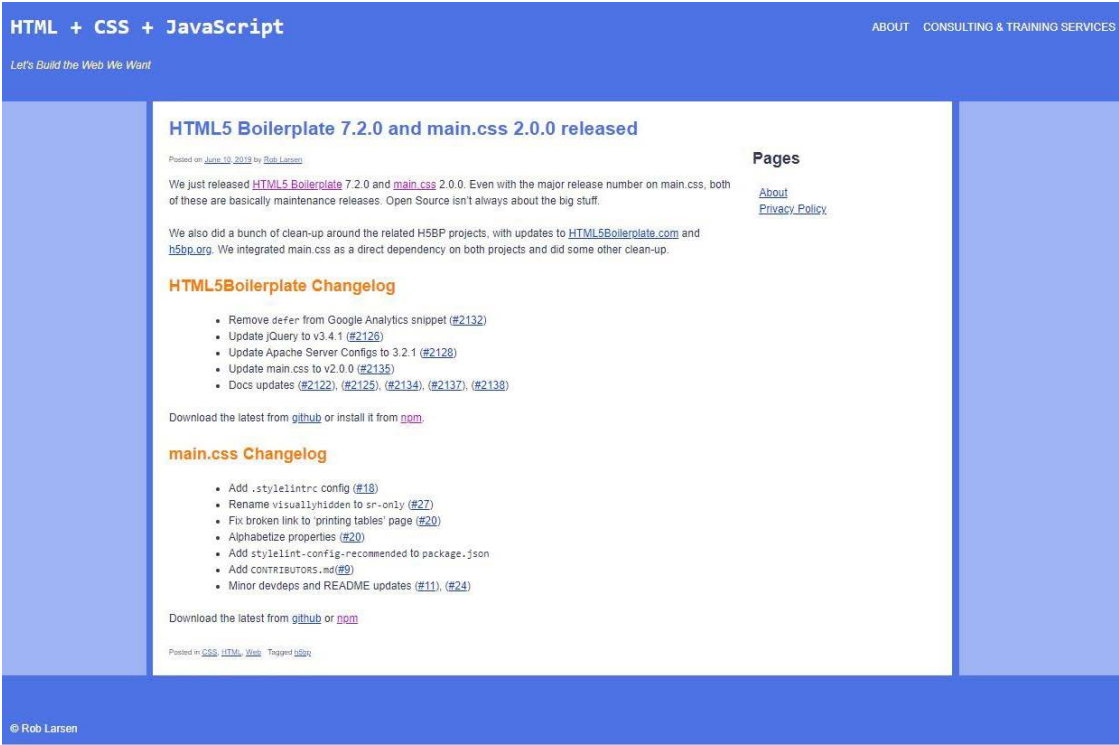 HTML + CSS + JavaScript
ABOUT CONSULTING & TRAINING SERVICES
Let's Build the Web We Want
HTML5 Boilerplate 7.2.0 and main.css 2.0.0 released
Posted on June 10, 2019 by Rob Larsen
We just released HTML5 Boilerplate 7.2.0 and main.css 2.0.0. Even with the major release number on main.css, both
of these are basically maintenance releases. Open Source isn’t always about the big stuff.
We also did a bunch of clean-up around the related H5BP projects, with updates to HTML5Boilerplate.com and
h5bp.org. We integrated main.css as a direct dependency on both projects and did some other clean-up.
HTML5Boilerplate Changelog
• Remove defer from Google Analytics snippet (#2132)
• Update jQuery to v3.4.1 (#2126)
• Update Apache Server Configs to 3.2.1 (#2128)
• Update main.css to v2.0.0 (#2135)
• Docs updates (#2122), (#2125), (#2134), (#2137), (#2138)
Download the latest from github or install it from npm.
main.css Changelog
• Add .stylelintrc config (#18)
• Rename visuallyhidden to sr-only (#27)
• Fix broken link to ‘printing tables’ page (#20)
• Alphabetize properties (#20)
• Add stylelint-config-recommended to package.json
• Add CONTRIBUTORS.md(#9)
• Minor devdeps and README updates (#11), (#24)
Download the latest from github or npm
Posted in CSS, HTML, Web Tagged h5bp
Pages
About
Privacy Policy
© Rob Larsen